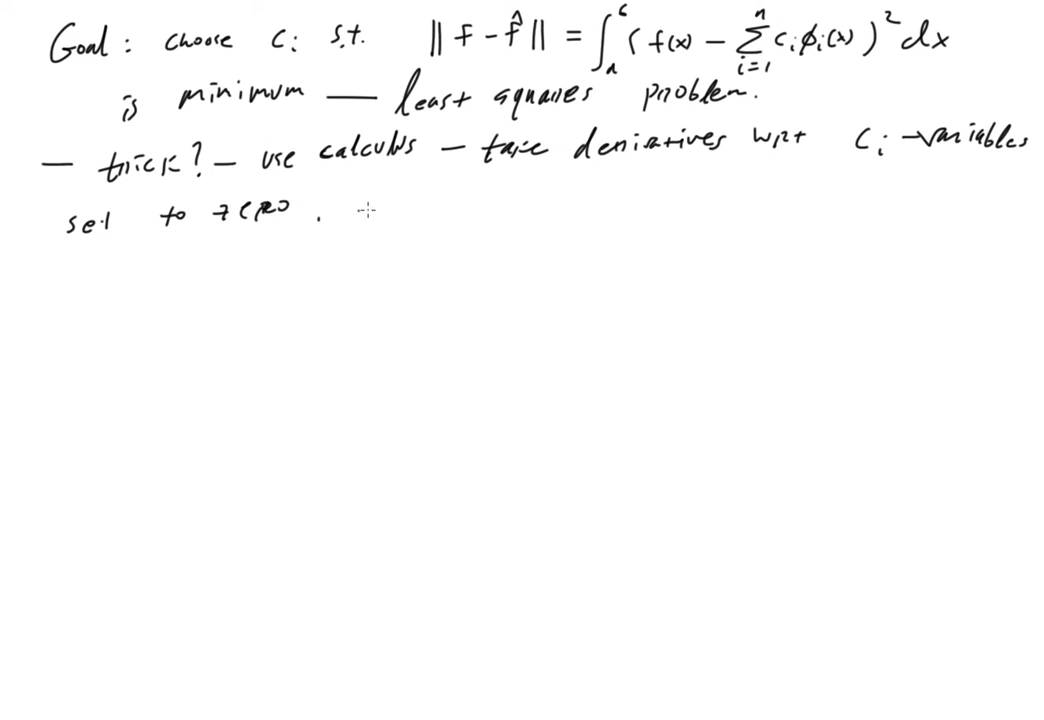 Goal: choose c_i s.t. ||f - f̂|| = ∫_a^b (f(x) - Σ_{i=1}^n c_i φ_i(x))² dx
is minimum — least squares problem.
— trick? — use calculus — take derivatives wrt c_i - variables
set to zero.